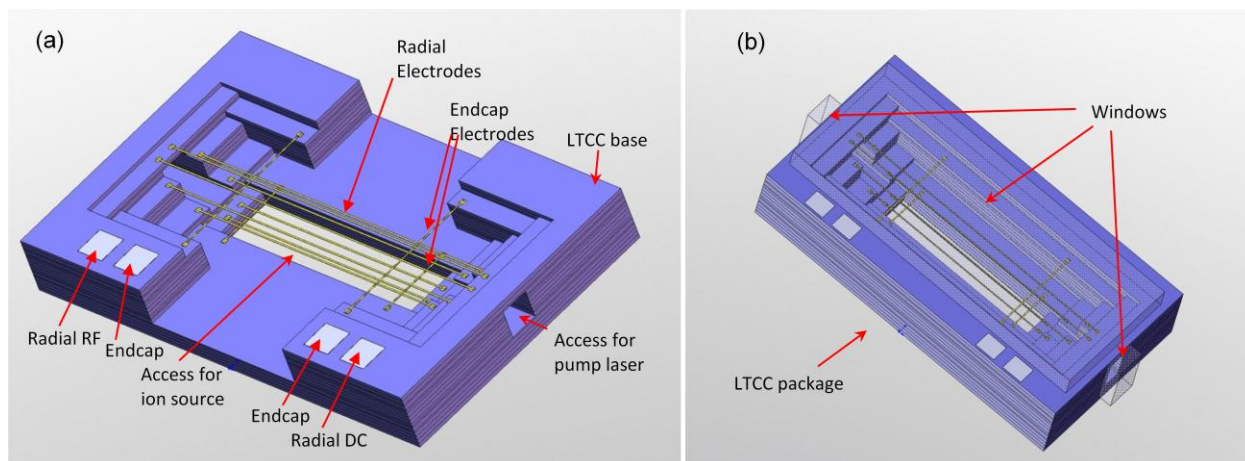 (a)
Radial
Electrodes
Endcap
Electrodes
LTCC base
Radial RF
Endcap
Access for
ion source
Endcap
Radial DC
Access for
pump laser
(b)
Windows
LTCC package